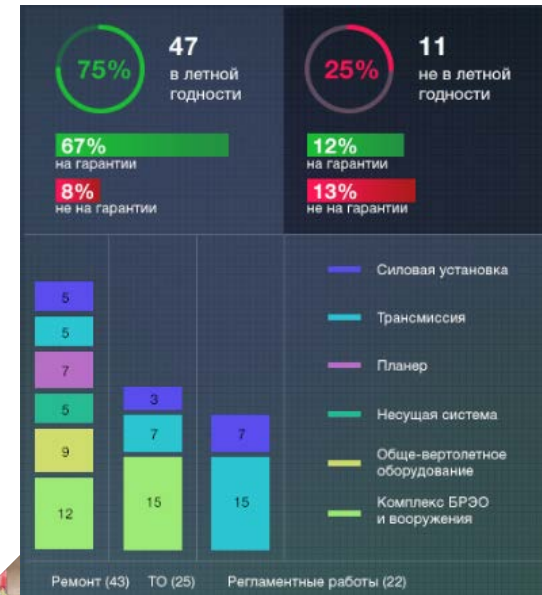 75%
47
в летной
годности
67%
на гарантии
8%
не на гарантии
25%
11
не в летной
годности
12%
на гарантии
13%
не на гарантии
5
5
7
5
9
12
3
7
15
7
15
Силовая установка
Трансмиссия
Планер
Несущая система
Обще-вертолетное
оборудование
Комплекс БРЭО
и вооружения
Ремонт (43)
ТО (25)
Регламентные работы (22)